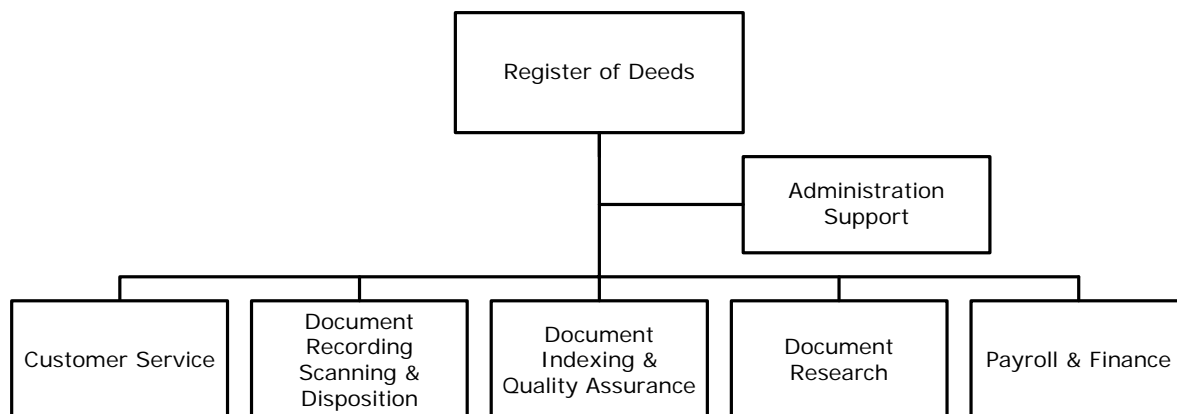 Register of Deeds
Administration
Support
Customer Service
Document
Recording
Scanning &
Disposition
Document
Indexing &
Quality Assurance
Document
Research
Payroll & Finance